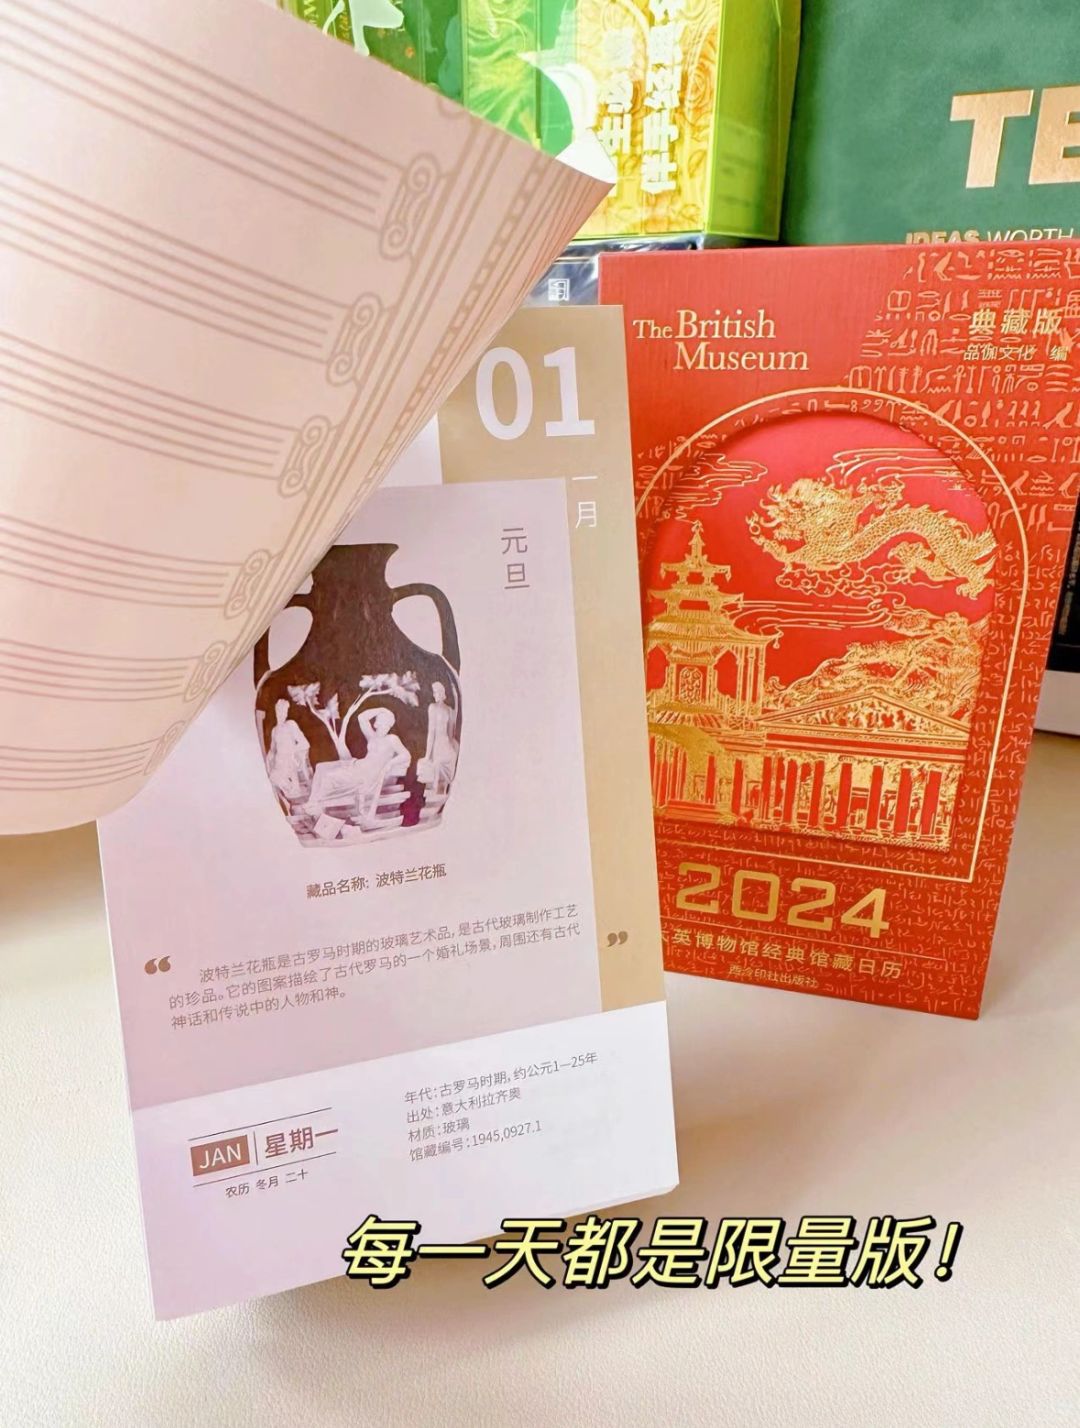 伴手
TE
IDEAS WORTH
The British
Museum
典藏版
品伽文化 编
01
一月
元旦
藏品名称: 波特兰花瓶
“ 波特兰花瓶是古罗马时期的玻璃艺术品,是古代玻璃制作工艺
的珍品。它的图案描绘了古代罗马的一个婚礼场景,周围还有古代
神话和传说中的人物和神。 ”
年代:古罗马时期,约公元1—25年
出处:意大利拉齐奥
材质:玻璃
馆藏编号:1945,0927.1
JAN 星期一
农历 冬月 二十
2024
英博物馆经典馆藏日历
西泠印社出版社
每一天都是限量版!